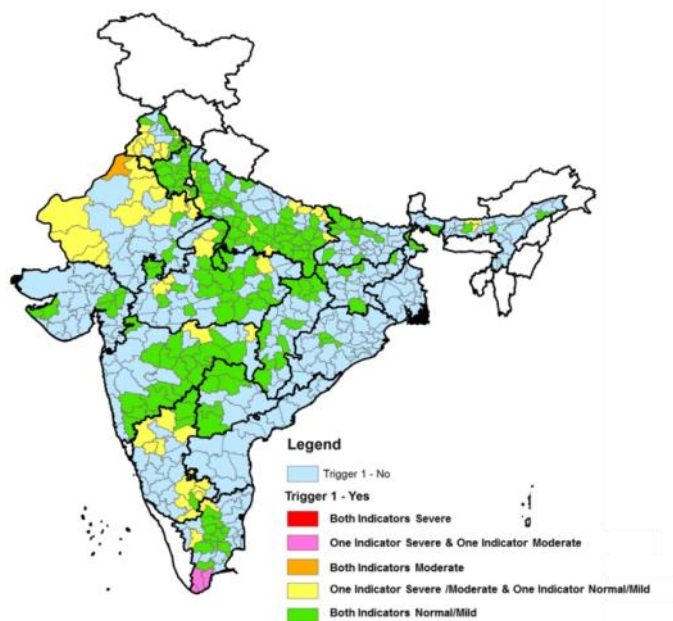 Legend
Trigger 1 - No
Trigger 1 - Yes
Both Indicators Severe
One Indicator Severe & One Indicator Moderate
Both Indicators Moderate
One Indicator Severe /Moderate & One Indicator Normal/Mild
Both Indicators Normal/Mild